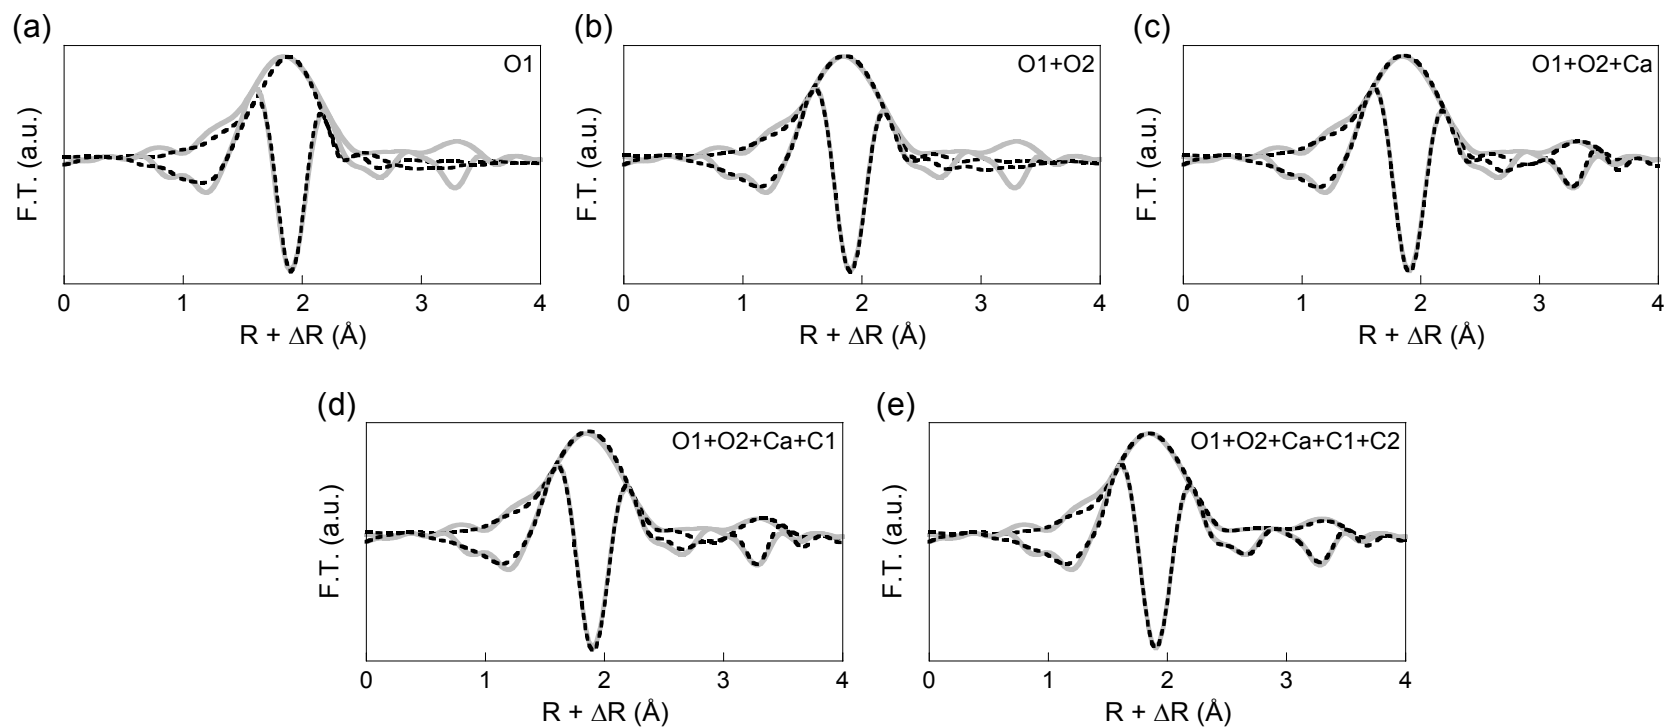 (a)
O1
F.T. (a.u.)
0 1 2 3 4
R + ΔR (Å)
(b)
O1+O2
F.T. (a.u.)
0 1 2 3 4
R + ΔR (Å)
(c)
O1+O2+Ca
F.T. (a.u.)
0 1 2 3 4
R + ΔR (Å)
(d)
O1+O2+Ca+C1
F.T. (a.u.)
0 1 2 3 4
R + ΔR (Å)
(e)
O1+O2+Ca+C1+C2
F.T. (a.u.)
0 1 2 3 4
R + ΔR (Å)